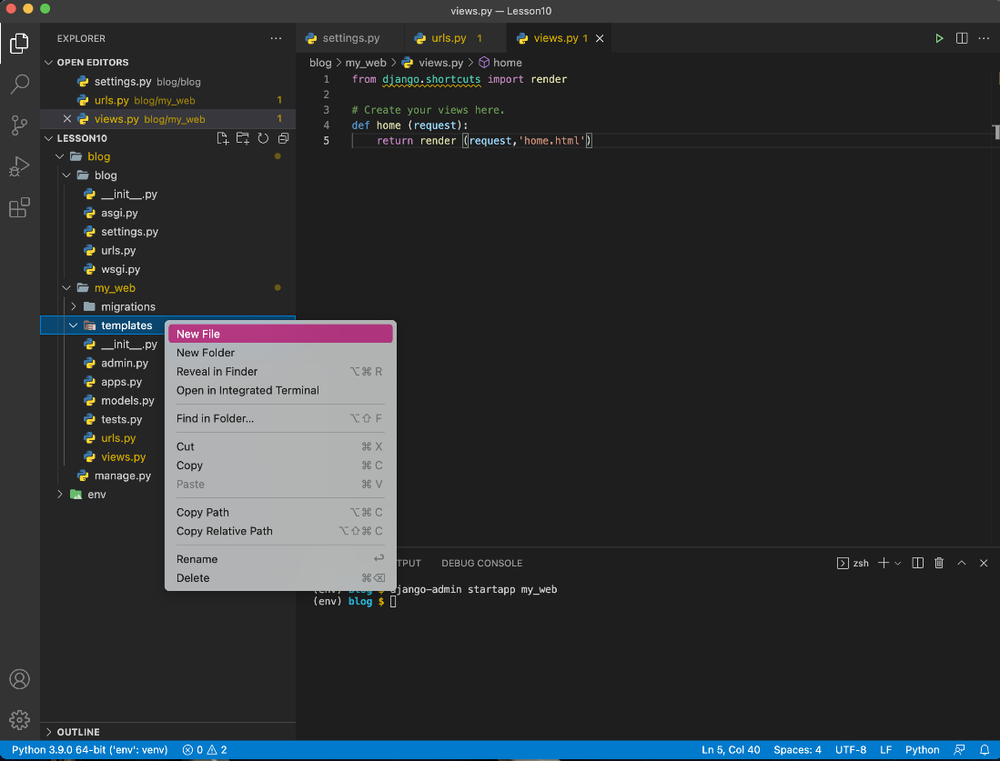 views.py — Lesson10
EXPLORER
settings.py
urls.py 1
views.py 1
OPEN EDITORS
settings.py blog/blog
urls.py blog/my_web 1
views.py blog/my_web 1
LESSON10
blog
blog
__init__.py
asgi.py
settings.py
urls.py
wsgi.py
my_web
migrations
templates
__init__.py
admin.py
apps.py
models.py
tests.py
urls.py
views.py
manage.py
env
OUTLINE
blog > my_web > views.py > home
1 from django.shortcuts import render
2
3 # Create your views here.
4 def home (request):
5 return render (request,'home.html')
New File
New Folder
Reveal in Finder ⌥⌘ R
Open in Integrated Terminal
Find in Folder... ⌥⇧ F
Cut ⌘ X
Copy ⌘ C
Paste ⌘ V
Copy Path ⌥⌘ C
Copy Relative Path ⌥⇧⌘ C
Rename ↩
Delete ⌘⌫
TPUT DEBUG CONSOLE zsh
(env) blog $ django-admin startapp my_web
(env) blog $
Python 3.9.0 64-bit ('env': venv) 0 2 Ln 5, Col 40 Spaces: 4 UTF-8 LF Python